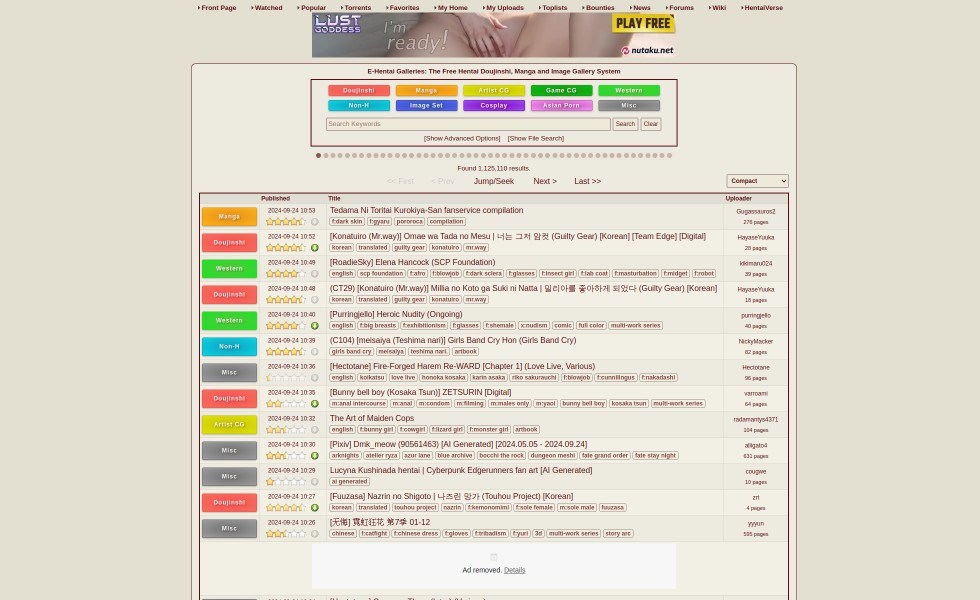 Front Page Watched Popular Torrents Favorites My Home My Uploads Toplists Bounties News Forums Wiki HentaiVerse
LUST GODDESS I'm ready! PLAY FREE
nutaku.net
E-Hentai Galleries: The Free Hentai Doujinshi, Manga and Image Gallery System
Doujinshi Manga Artist CG Game CG Western
Non-H Image Set Cosplay Asian Porn Misc
Search Keywords Search Clear
[Show Advanced Options] [Show File Search]
Found 1,125,110 results.
<< First < Prev Jump/Seek Next > Last >> Compact
Published Title Uploader
Manga 2024-09-24 10:53 Tedama Ni Toritai Kurokiya-San fanservice compilation Gugassauros2
f:dark skin f:gyaru pororoca compilation 276 pages
Doujinshi 2024-09-24 10:52 [Konatuiro (Mr.way)] Omae wa Tada no Mesu | 너는 그저 암컷 (Guilty Gear) [Korean] [Team Edge] [Digital] HayaseYuuka
korean translated guilty gear konatuiro mr.way 26 pages
Western 2024-09-24 10:49 [RoadieSky] Elena Hancock (SCP Foundation) kikimaru024
english scp foundation f:afro f:blowjob f:dark sclera f:glasses f:insect girl f:lab coat f:masturbation f:midget f:robot 39 pages
Doujinshi 2024-09-24 10:48 (CT29) [Konatuiro (Mr.way)] Millia no Koto ga Suki ni Natta | 밀리아를 좋아하게 되었다 (Guilty Gear) [Korean] HayaseYuuka
korean translated guilty gear konatuiro mr.way 18 pages
Western 2024-09-24 10:40 [Purringjello] Heroic Nudity (Ongoing) purringjello
english f:big breasts f:exhibitionism f:glasses f:shemale x:nudism comic full color multi-work series 40 pages
Non-H 2024-09-24 10:39 (C104) [meisaiya (Teshima nari)] Girls Band Cry Hon (Girls Band Cry) NickyMacker
girls band cry meisaiya teshima nari. artbook 82 pages
Misc 2024-09-24 10:36 [Hectotane] Fire-Forged Harem Re-WARD [Chapter 1] (Love Live, Various) Hectotane
english koikatsu love live honoka kosaka karin asaka riko sakurauchi f:blowjob f:cunnilingus f:nakadashi 96 pages
Doujinshi 2024-09-24 10:35 [Bunny bell boy (Kosaka Tsun)] ZETSURIN [Digital] varroami
m:anal intercourse m:anal m:condom m:filming m:males only m:yaoi bunny bell boy kosaka tsun multi-work series 64 pages
Artist CG 2024-09-24 10:32 The Art of Maiden Cops radamantys4371
english f:bunny girl f:cowgirl f:lizard girl f:monster girl artbook 104 pages
Misc 2024-09-24 10:30 [Pixiv] Dmk_meow (90561463) [AI Generated] [2024.05.05 - 2024.09.24] alligato4
arknights atelier ryza azur lane blue archive bocchi the rock dungeon meshi fate grand order fate stay night 631 pages
Misc 2024-09-24 10:29 Lucyna Kushinada hentai | Cyberpunk Edgerunners fan art [AI Generated] cougwe
ai generated 10 pages
Doujinshi 2024-09-24 10:27 [Fuuzasa] Nazrin no Shigoto | 나즈린 망가 (Touhou Project) [Korean] zrt
korean translated touhou project nazrin f:kemonomimi f:sole female m:sole male fuuzasa 4 pages
Misc 2024-09-24 10:26 [无悔] 霓虹狂花 第7季 01-12 yyyun
chinese f:catfight f:chinese dress f:gloves f:tribadism f:yuri 3d multi-work series story arc 595 pages
Ad removed. Details